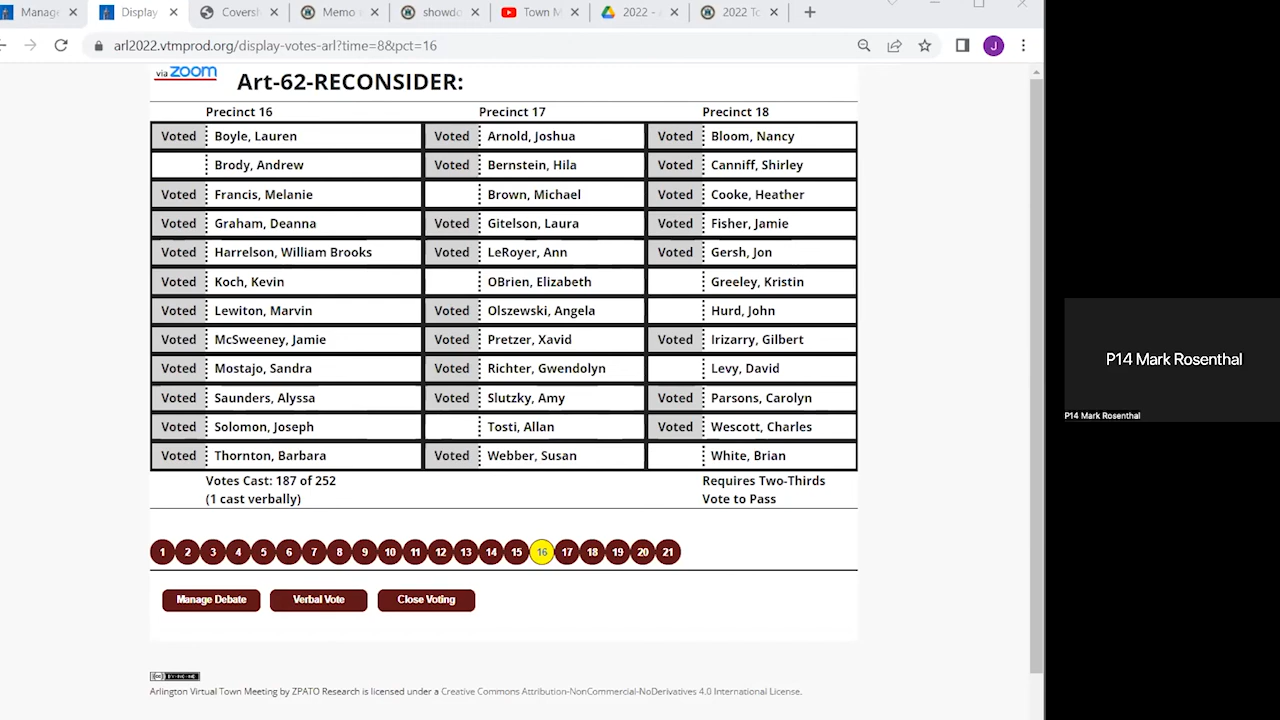 Manage
Display
Coversh
Memo
showdo
Town M
2022 -
2022 To
arl2022.vtmprod.org/display-votes-arl?time=8&pct=16
J
via zoom
Art-62-RECONSIDER:
Precinct 16 Precinct 17 Precinct 18
Voted Boyle, Lauren Voted Arnold, Joshua Voted Bloom, Nancy
Brody, Andrew Voted Bernstein, Hila Voted Canniff, Shirley
Voted Francis, Melanie Brown, Michael Voted Cooke, Heather
Voted Graham, Deanna Voted Gitelson, Laura Voted Fisher, Jamie
Voted Harrelson, William Brooks Voted LeRoyer, Ann Voted Gersh, Jon
Voted Koch, Kevin OBrien, Elizabeth Greeley, Kristin
Voted Lewiton, Marvin Voted Olszewski, Angela Hurd, John
Voted McSweeney, Jamie Voted Pretzer, Xavid Voted Irizarry, Gilbert
Voted Mostajo, Sandra Voted Richter, Gwendolyn Levy, David
Voted Saunders, Alyssa Voted Slutzky, Amy Voted Parsons, Carolyn
Voted Solomon, Joseph Tosti, Allan Voted Wescott, Charles
Voted Thornton, Barbara Voted Webber, Susan White, Brian
Votes Cast: 187 of 252 Requires Two-Thirds
(1 cast verbally) Vote to Pass
1 2 3 4 5 6 7 8 9 10 11 12 13 14 15 16 17 18 19 20 21
Manage Debate Verbal Vote Close Voting
Arlington Virtual Town Meeting by ZPATO Research is licensed under a Creative Commons Attribution-NonCommercial-NoDerivatives 4.0 International License.
P14 Mark Rosenthal
P14 Mark Rosenthal